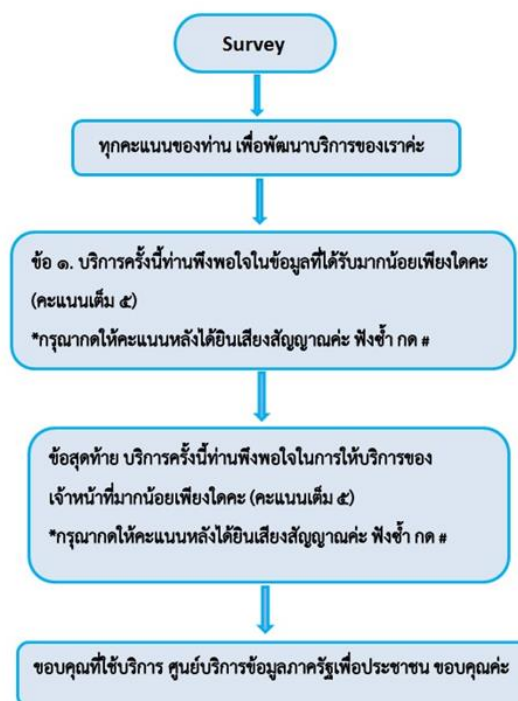 Survey
ทุกคะแนนของท่าน เพื่อพัฒนาบริการของเราค่ะ
ข้อ ๑. บริการครั้งนี้ท่านพึงพอใจในข้อมูลที่ได้รับมากน้อยเพียงใดคะ
(คะแนนเต็ม ๕)
*กรุณากดให้คะแนนหลังได้ยินเสียงสัญญาณค่ะ ฟังซ้ำ กด #
ข้อสุดท้าย บริการครั้งนี้ท่านพึงพอใจในการให้บริการของ
เจ้าหน้าที่มากน้อยเพียงใดคะ (คะแนนเต็ม ๕)
*กรุณากดให้คะแนนหลังได้ยินเสียงสัญญาณค่ะ ฟังซ้ำ กด #
ขอบคุณที่ใช้บริการ ศูนย์บริการข้อมูลภาครัฐเพื่อประชาชน ขอบคุณค่ะ